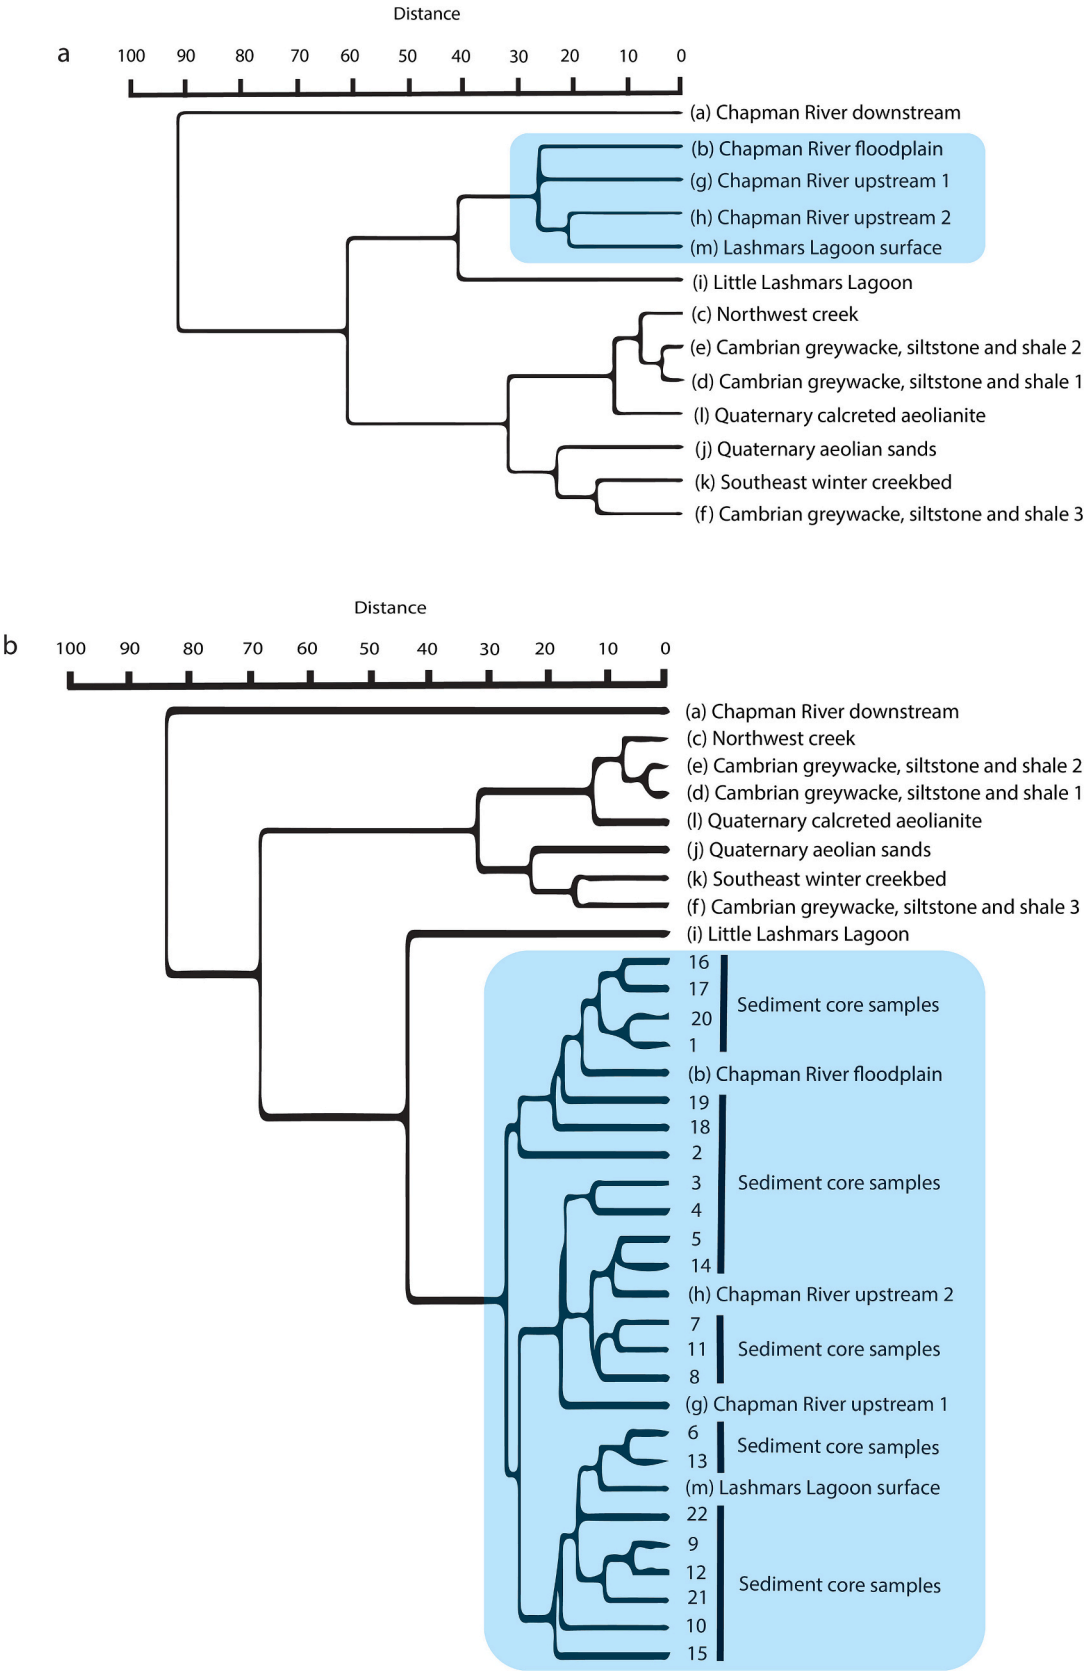 Distance
a
100 90 80 70 60 50 40 30 20 10 0
(a) Chapman River downstream
(b) Chapman River floodplain
(g) Chapman River upstream 1
(h) Chapman River upstream 2
(m) Lashmars Lagoon surface
(i) Little Lashmars Lagoon
(c) Northwest creek
(e) Cambrian greywacke, siltstone and shale 2
(d) Cambrian greywacke, siltstone and shale 1
(l) Quaternary calcreted aeolianite
(j) Quaternary aeolian sands
(k) Southeast winter creekbed
(f) Cambrian greywacke, siltstone and shale 3
Distance
b
100 90 80 70 60 50 40 30 20 10 0
(a) Chapman River downstream
(c) Northwest creek
(e) Cambrian greywacke, siltstone and shale 2
(d) Cambrian greywacke, siltstone and shale 1
(l) Quaternary calcreted aeolianite
(j) Quaternary aeolian sands
(k) Southeast winter creekbed
(f) Cambrian greywacke, siltstone and shale 3
(i) Little Lashmars Lagoon
16
17
Sediment core samples
20
1
(b) Chapman River floodplain
19
18
2
3
Sediment core samples
4
5
14
(h) Chapman River upstream 2
7
11
Sediment core samples
8
(g) Chapman River upstream 1
6
Sediment core samples
13
(m) Lashmars Lagoon surface
22
9
12
Sediment core samples
21
10
15